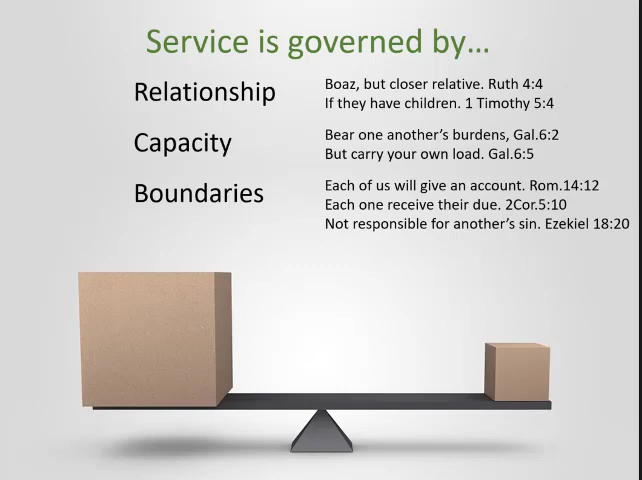 Service is governed by...
Relationship
Boaz, but closer relative. Ruth 4:4
If they have children. 1 Timothy 5:4
Capacity
Bear one another's burdens, Gal.6:2
But carry your own load. Gal.6:5
Boundaries
Each of us will give an account. Rom.14:12
Each one receive their due. 2Cor.5:10
Not responsible for another's sin. Ezekiel 18:20